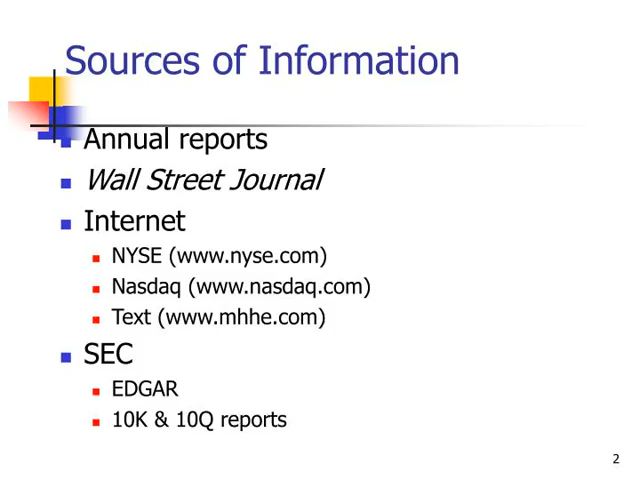 Sources of Information
Annual reports
Wall Street Journal
Internet
NYSE (www.nyse.com)
Nasdaq (www.nasdaq.com)
Text (www.mhhe.com)
SEC
EDGAR
10K & 10Q reports
2